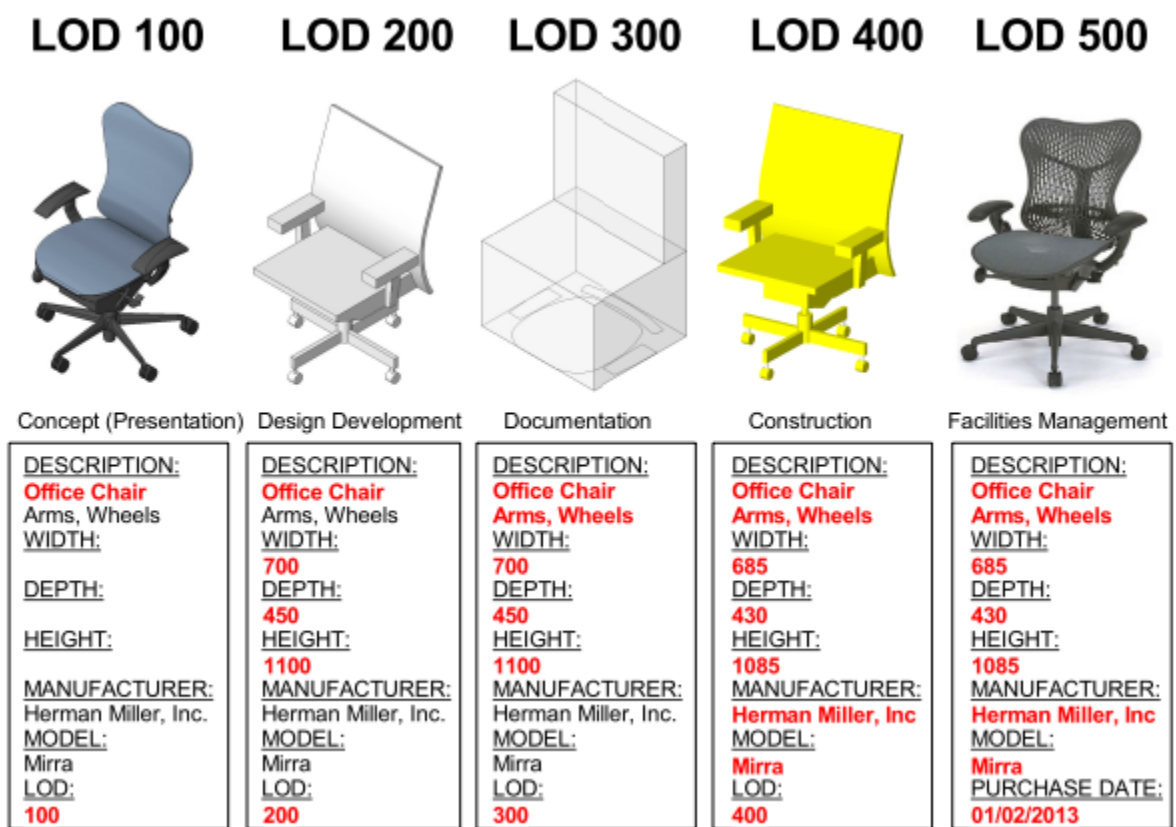 LOD 100
LOD 200
LOD 300
LOD 400
LOD 500
Concept (Presentation)
Design Development
Documentation
Construction
Facilities Management
DESCRIPTION:
Office Chair
Arms, Wheels
WIDTH:
DEPTH:
HEIGHT:
MANUFACTURER:
Herman Miller, Inc.
MODEL:
Mirra
LOD:
100
DESCRIPTION:
Office Chair
Arms, Wheels
WIDTH:
700
DEPTH:
450
HEIGHT:
1100
MANUFACTURER:
Herman Miller, Inc.
MODEL:
Mirra
LOD:
200
DESCRIPTION:
Office Chair
Arms, Wheels
WIDTH:
700
DEPTH:
450
HEIGHT:
1100
MANUFACTURER:
Herman Miller, Inc.
MODEL:
Mirra
LOD:
300
DESCRIPTION:
Office Chair
Arms, Wheels
WIDTH:
685
DEPTH:
430
HEIGHT:
1085
MANUFACTURER:
Herman Miller, Inc
MODEL:
Mirra
LOD:
400
DESCRIPTION:
Office Chair
Arms, Wheels
WIDTH:
685
DEPTH:
430
HEIGHT:
1085
MANUFACTURER:
Herman Miller, Inc
MODEL:
Mirra
PURCHASE DATE:
01/02/2013